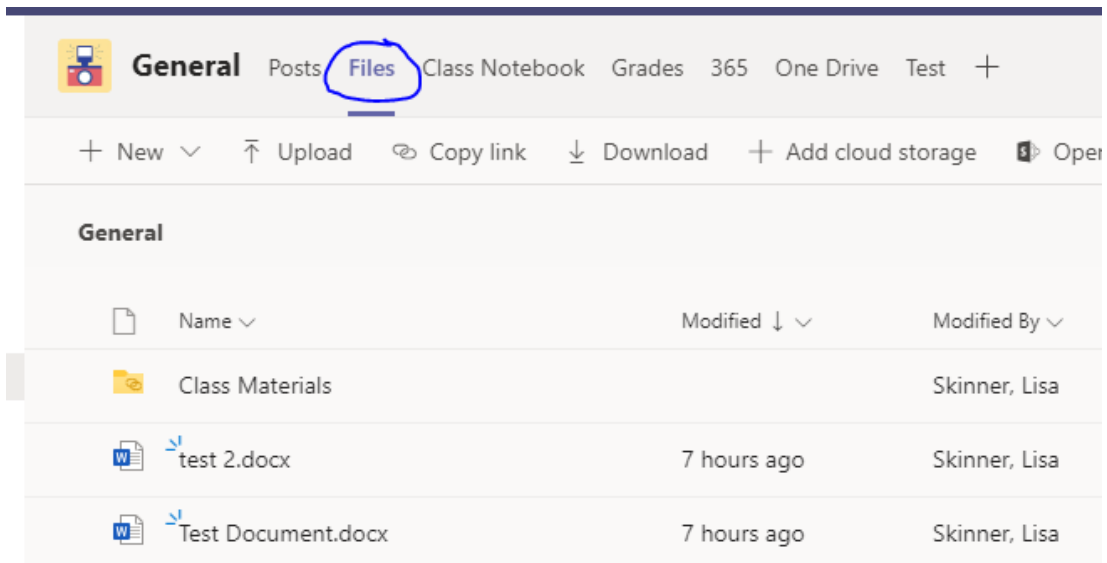 General Posts Files Class Notebook Grades 365 One Drive Test
New Upload Copy link Download Add cloud storage Open
General
Name Modified Modified By
Class Materials Skinner, Lisa
test 2.docx 7 hours ago Skinner, Lisa
Test Document.docx 7 hours ago Skinner, Lisa